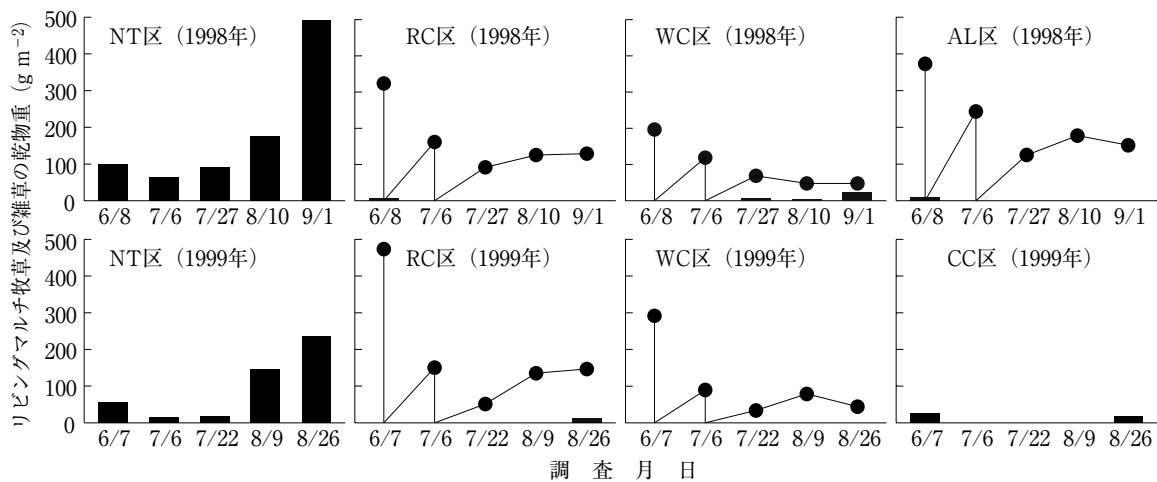 リビングマルチ牧草及び雑草の乾物重 (g m⁻²)
500
400
300
200
100
0
NT区（1998年）
6/8 7/6 7/27 8/10 9/1
RC区（1998年）
6/8 7/6 7/27 8/10 9/1
WC区（1998年）
6/8 7/6 7/27 8/10 9/1
AL区（1998年）
6/8 7/6 7/27 8/10 9/1
500
400
300
200
100
0
NT区（1999年）
6/7 7/6 7/22 8/9 8/26
RC区（1999年）
6/7 7/6 7/22 8/9 8/26
WC区（1999年）
6/7 7/6 7/22 8/9 8/26
CC区（1999年）
6/7 7/6 7/22 8/9 8/26
調 査 月 日